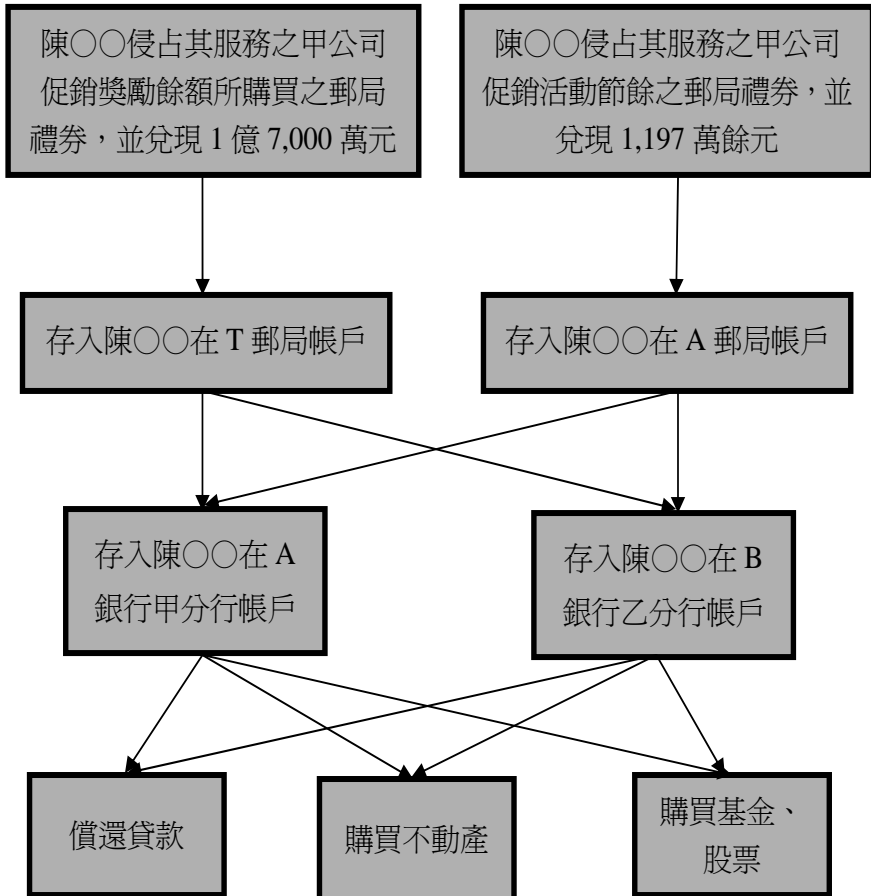 陳○○侵占其服務之甲公司
促銷獎勵餘額所購買之郵局
禮券，並兌現 1 億 7,000 萬元
陳○○侵占其服務之甲公司
促銷活動節餘之郵局禮券，並
兌現 1,197 萬餘元
存入陳○○在 T 郵局帳戶
存入陳○○在 A 郵局帳戶
存入陳○○在 A
銀行甲分行帳戶
存入陳○○在 B
銀行乙分行帳戶
償還貸款
購買不動產
購買基金、
股票